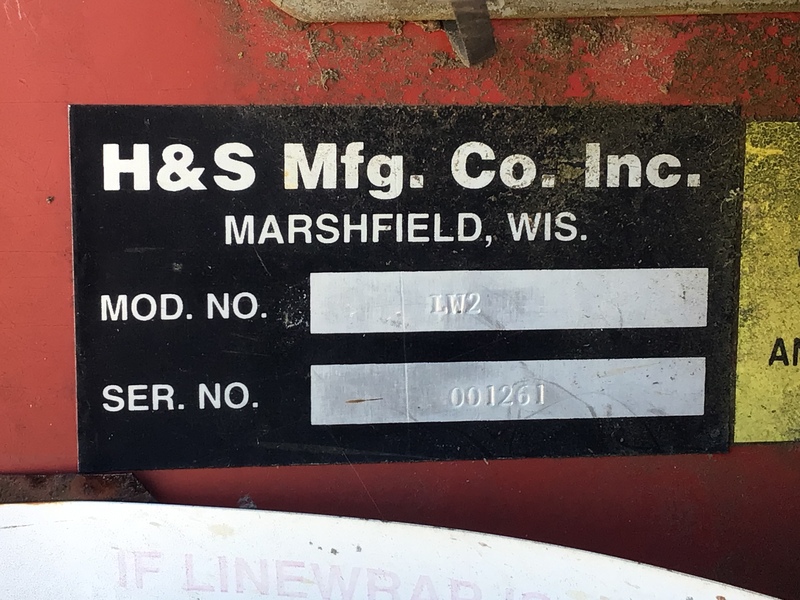 H&S Mfg. Co. Inc.
MARSHFIELD, WIS.
MOD. NO. LW2
SER. NO. 001261
AN
IF LINEWRAP